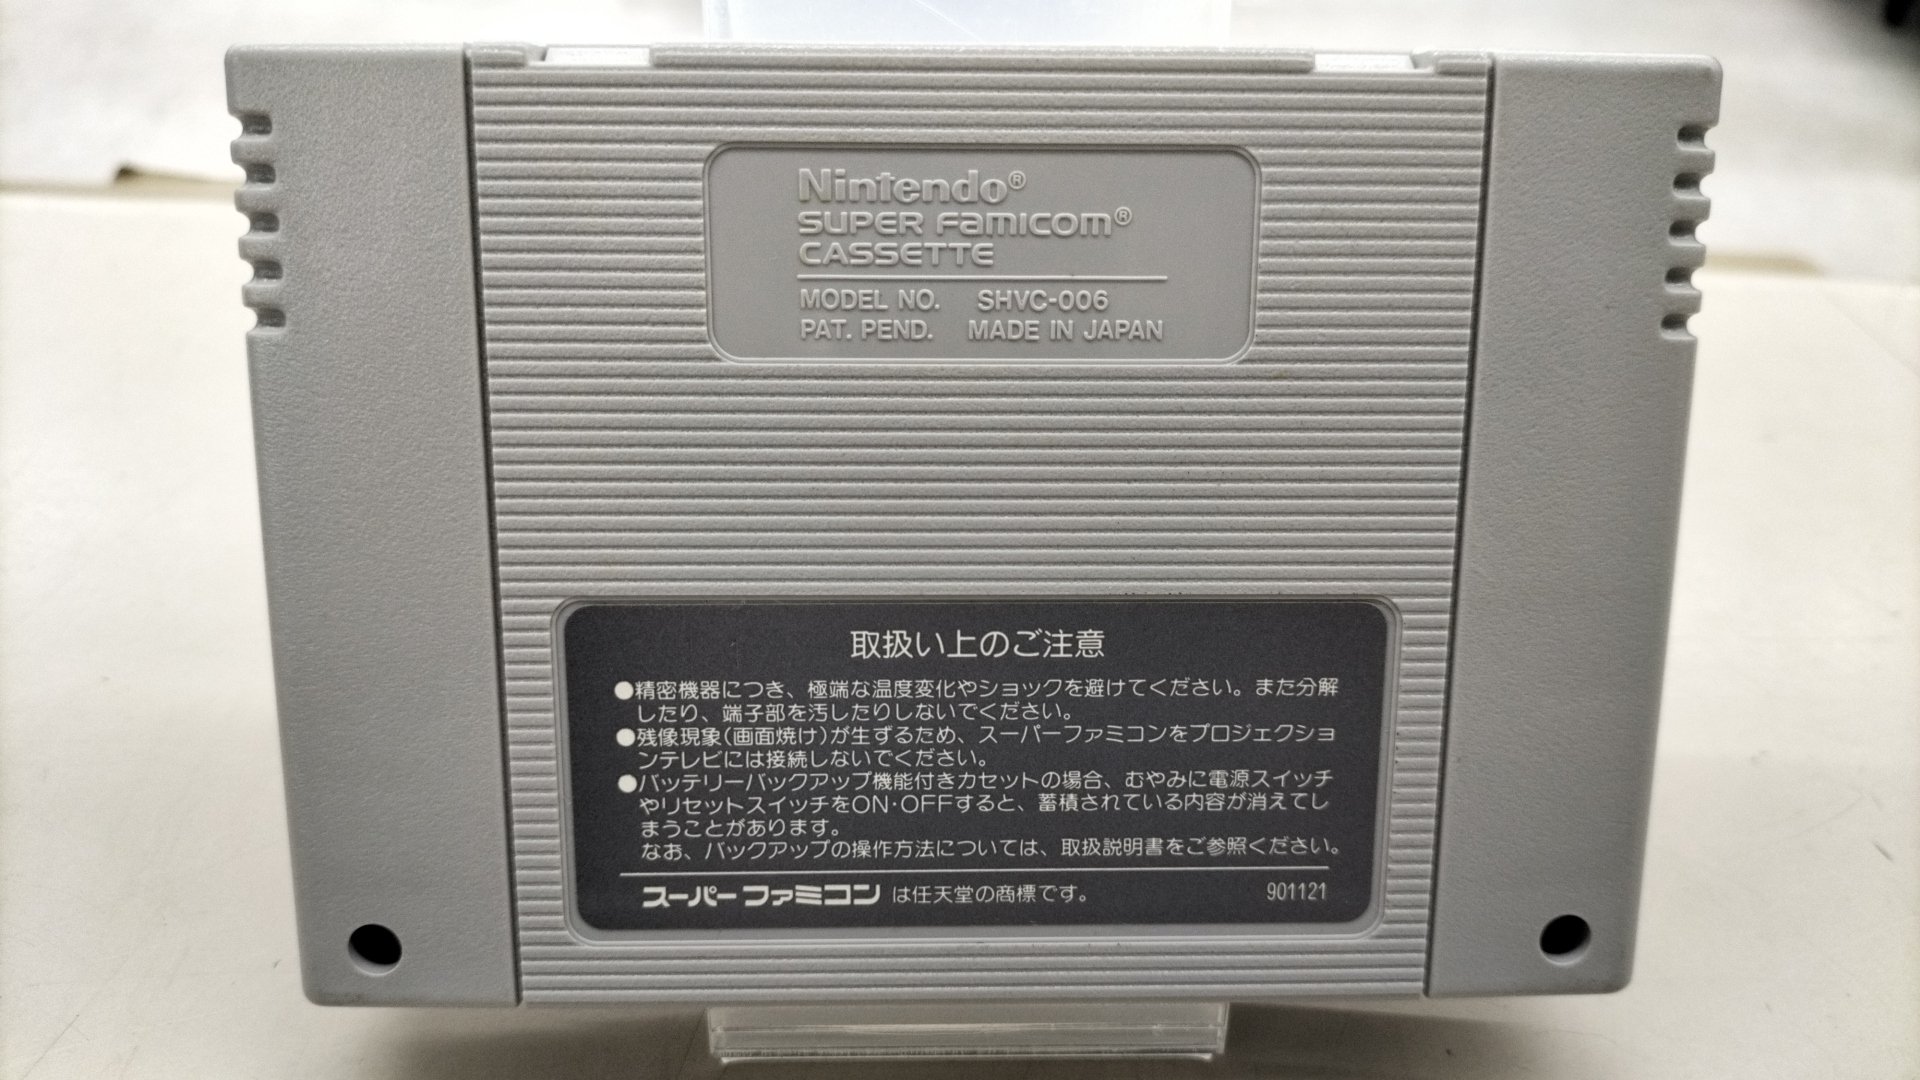 Nintendo®
SUPER FAMICOM®
CASSETTE
MODEL NO. SHVC-006
PAT. PEND. MADE IN JAPAN
取扱い上のご注意
●精密機器につき、極端な温度変化やショックを避けてください。また分解
したり、端子部を汚したりしないでください。
●残像現象(画面焼け)が生ずるため、スーパーファミコンをプロジェクショ
ンテレビには接続しないでください。
●バッテリーバックアップ機能付きカセットの場合、むやみに電源スイッチ
やリセットスイッチをON・OFFすると、蓄積されている内容が消えてし
まうことがあります。
なお、バックアップの操作方法については、取扱説明書をご参照ください。
スーパーファミコン は任天堂の商標です。 901121